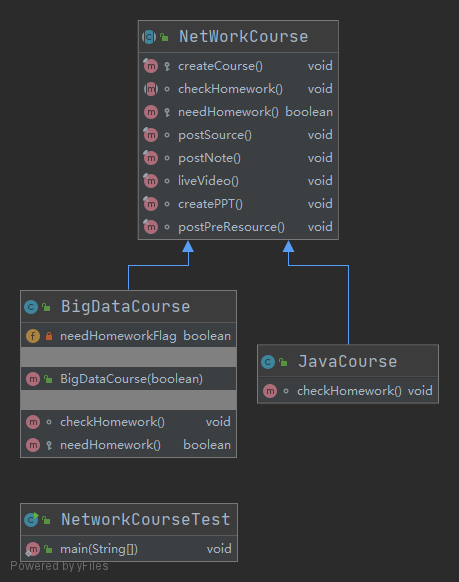 NetWorkCourse
createCourse() void
checkHomework() void
needHomework() boolean
postSource() void
postNote() void
liveVideo() void
createPPT() void
postPreResource() void
BigDataCourse
needHomeworkFlag boolean
BigDataCourse(boolean)
checkHomework() void
needHomework() boolean
JavaCourse
checkHomework() void
NetworkCourseTest
main(String[]) void
Powered by yFiles